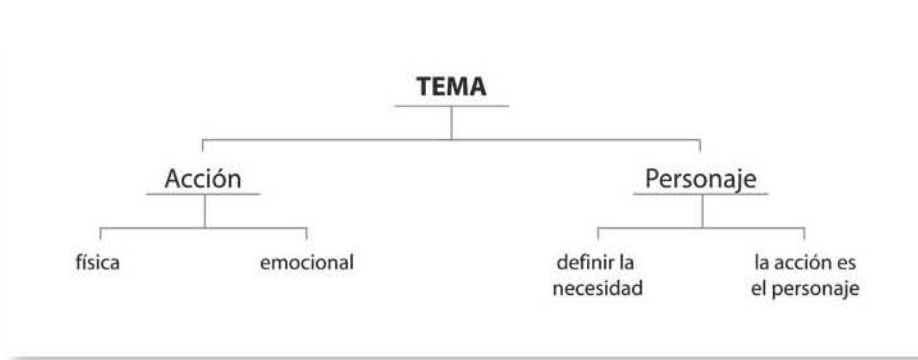 TEMA
Acción
Personaje
física
emocional
definir la
necesidad
la acción es
el personaje